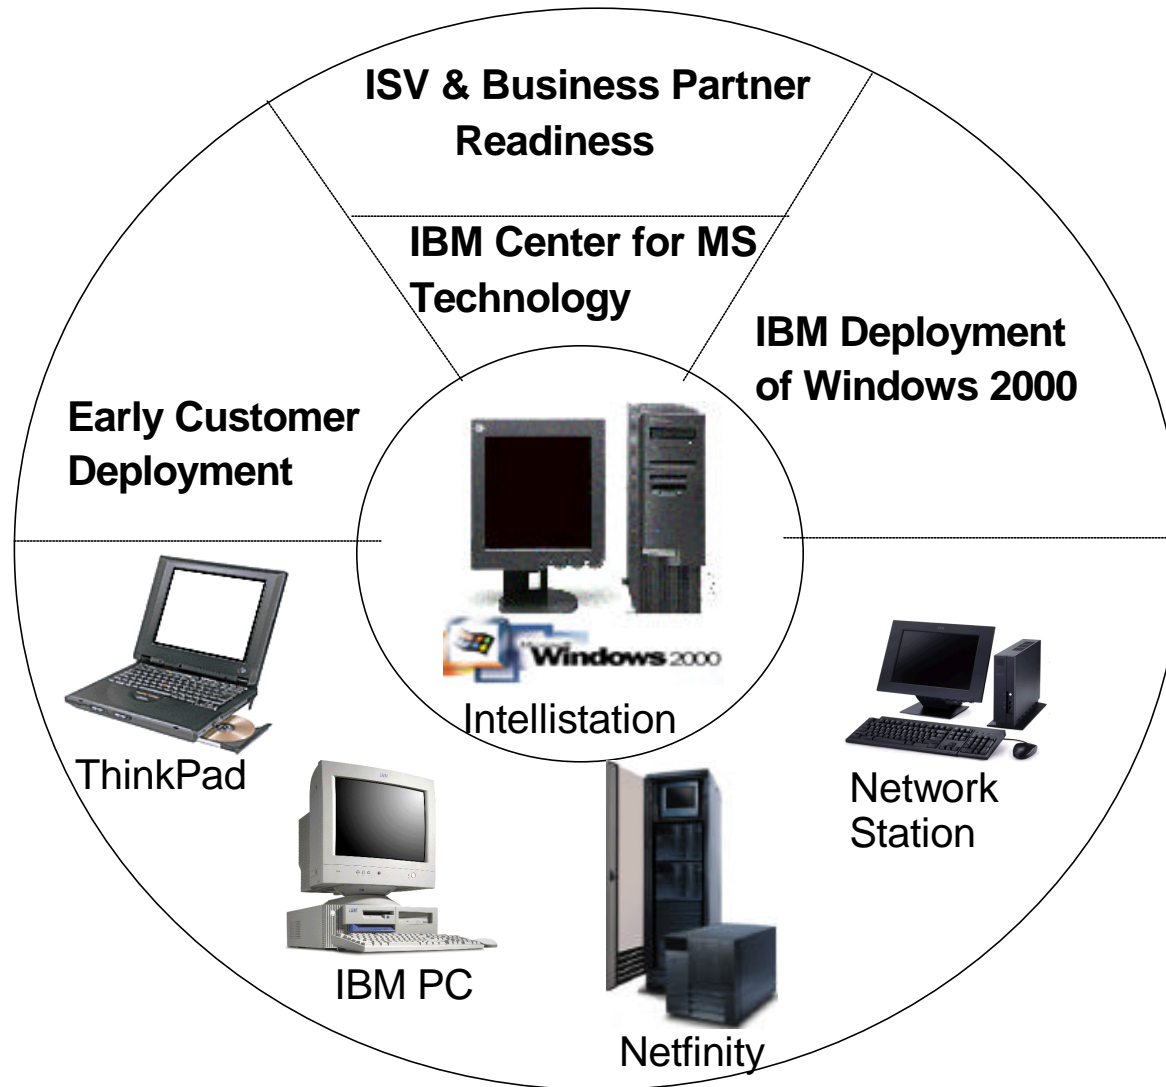 ISV & Business Partner
Readiness
IBM Center for MS
Technology
IBM Deployment
of Windows 2000
Early Customer
Deployment
Windows 2000
Intellistation
ThinkPad
Network
Station
IBM PC
Netfinity